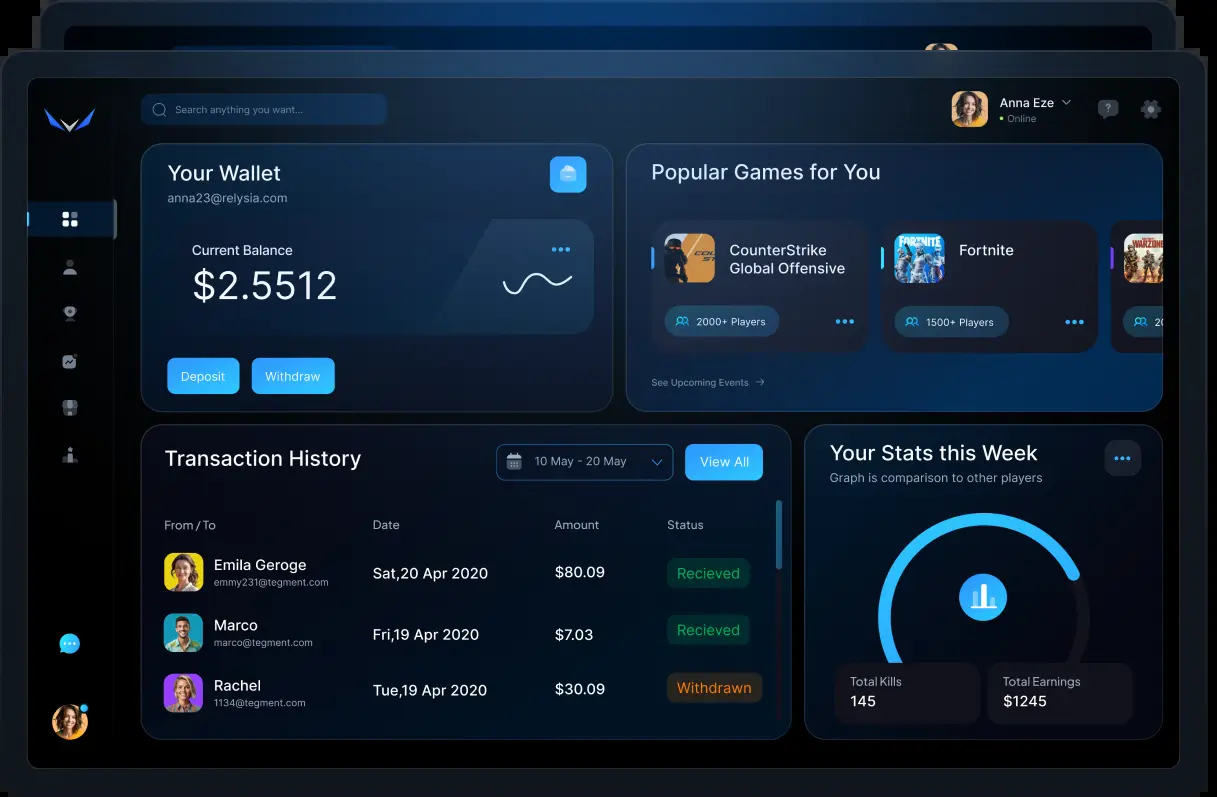 Search anything you want...
Anna Eze
Online
?
Your Wallet
anna23@relysia.com
Current Balance
$2.5512
Deposit
Withdraw
Popular Games for You
CounterStrike
Global Offensive
2000+ Players
FORTNITE
Fortnite
1500+ Players
WARZONE
20
See Upcoming Events →
Transaction History
10 May - 20 May
View All
From / To Date Amount Status
Emila Geroge
emmy231@tegment.com
Sat,20 Apr 2020
$80.09
Recieved
Marco
marco@tegment.com
Fri,19 Apr 2020
$7.03
Recieved
Rachel
1134@tegment.com
Tue,19 Apr 2020
$30.09
Withdrawn
Your Stats this Week
Graph is comparison to other players
Total Kills
145
Total Earnings
$1245